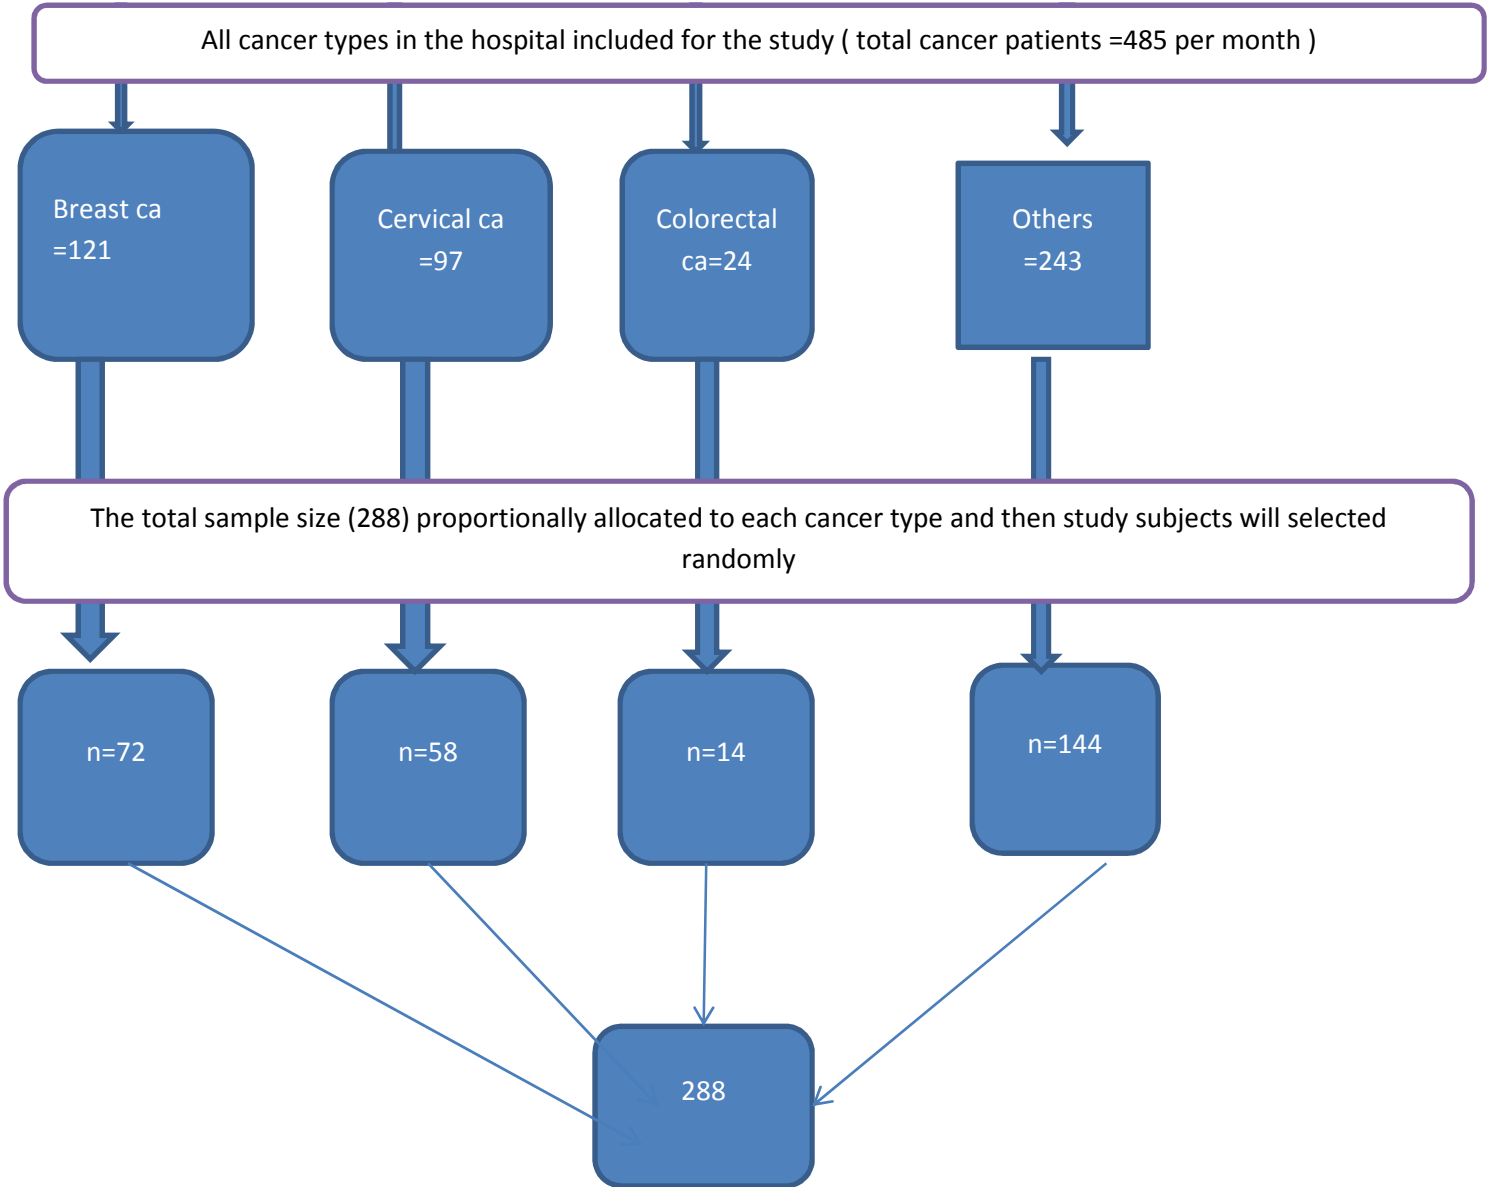 All cancer types in the hospital included for the study ( total cancer patients =485 per month )
Breast ca
=121
Cervical ca
=97
Colorectal
ca=24
Others
=243
The total sample size (288) proportionally allocated to each cancer type and then study subjects will selected
randomly
n=72
n=58
n=14
n=144
288